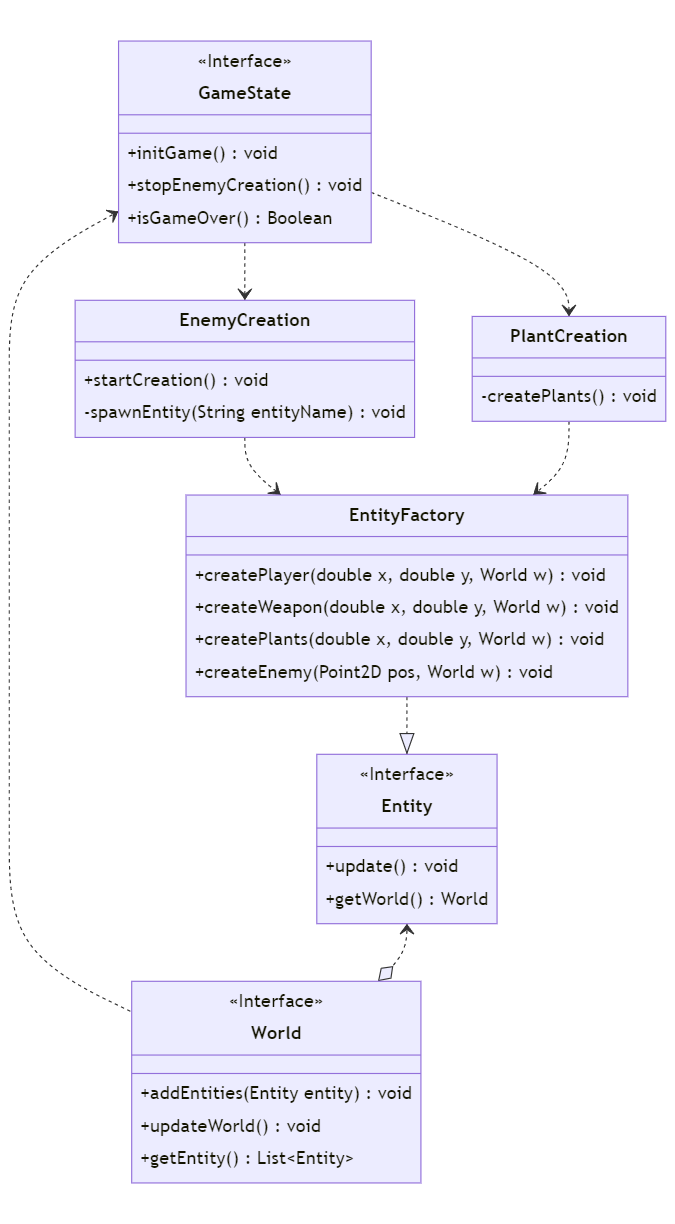 «Interface»
GameState
+initGame() : void
+stopEnemyCreation() : void
+isGameOver() : Boolean
EnemyCreation
+startCreation() : void
-spawnEntity(String entityName) : void
PlantCreation
-createPlants() : void
EntityFactory
+createPlayer(double x, double y, World w) : void
+createWeapon(double x, double y, World w) : void
+createPlants(double x, double y, World w) : void
+createEnemy(Point2D pos, World w) : void
«Interface»
Entity
+update() : void
+getWorld() : World
«Interface»
World
+addEntities(Entity entity) : void
+updateWorld() : void
+getEntity() : List<Entity>